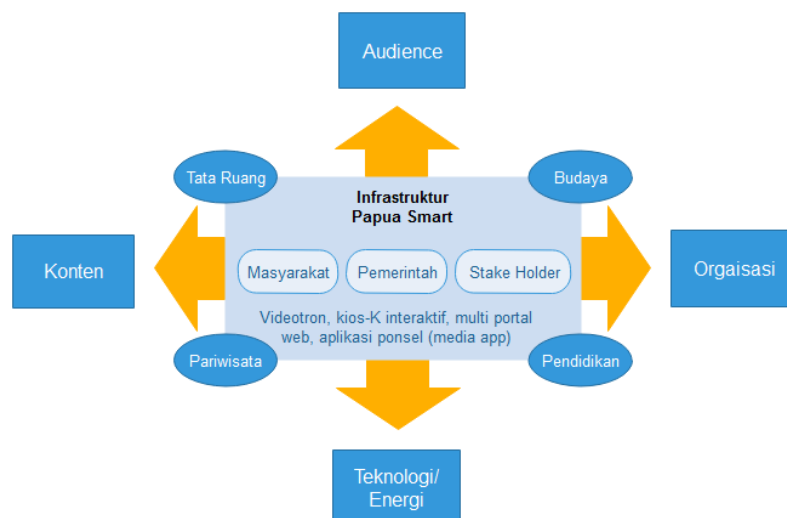 Audience
Tata Ruang
Budaya
Infrastruktur
Papua Smart
Konten
Masyarakat
Pemerintah
Stake Holder
Orgaisasi
Videotron, kios-K interaktif, multi portal
web, aplikasi ponsel (media app)
Pariwisata
Pendidikan
Teknologi/
Energi